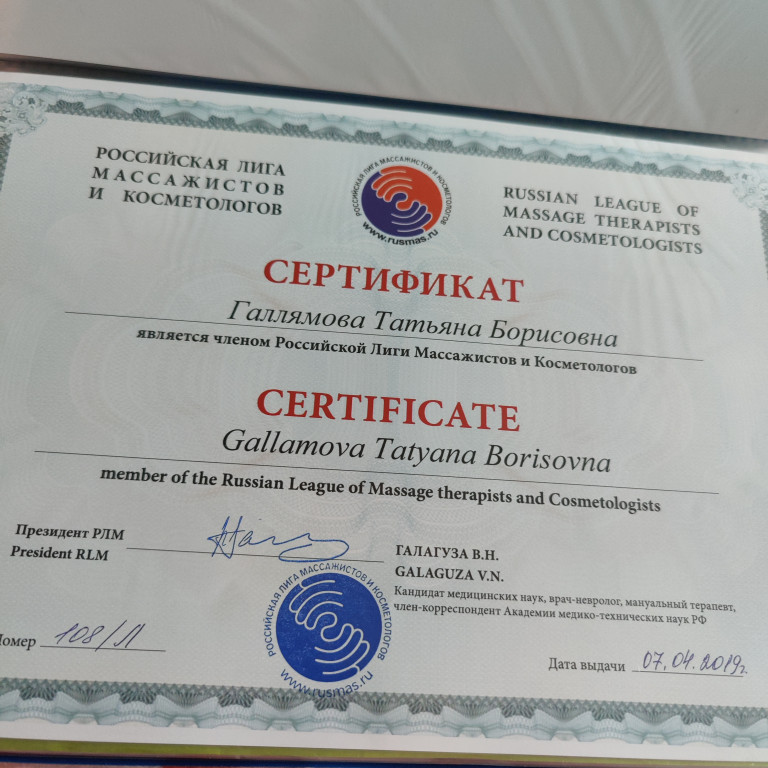 РОССИЙСКАЯ ЛИГА
МАССАЖИСТОВ
И КОСМЕТОЛОГОВ
РОССИЙСКАЯ ЛИГА МАССАЖИСТОВ И КОСМЕТОЛОГОВ
www.rusmas.ru
RUSSIAN LEAGUE OF
MASSAGE THERAPISTS
AND COSMETOLOGISTS
СЕРТИФИКАТ
Галлямова Татьяна Борисовна
является членом Российской Лиги Массажистов и Косметологов
CERTIFICATE
Gallamova Tatyana Borisovna
member of the Russian League of Massage therapists and Cosmetologists
Президент РЛМ
President RLM
ГАЛАГУЗА В.Н.
GALAGUZA V.N.
Кандидат медицинских наук, врач-невролог, мануальный терапевт,
член-корреспондент Академии медико-технических наук РФ
РОССИЙСКАЯ ЛИГА МАССАЖИСТОВ И КОСМЕТОЛОГОВ
www.rusmas.ru
Номер 108/Л
Дата выдачи 07.04.2019г.